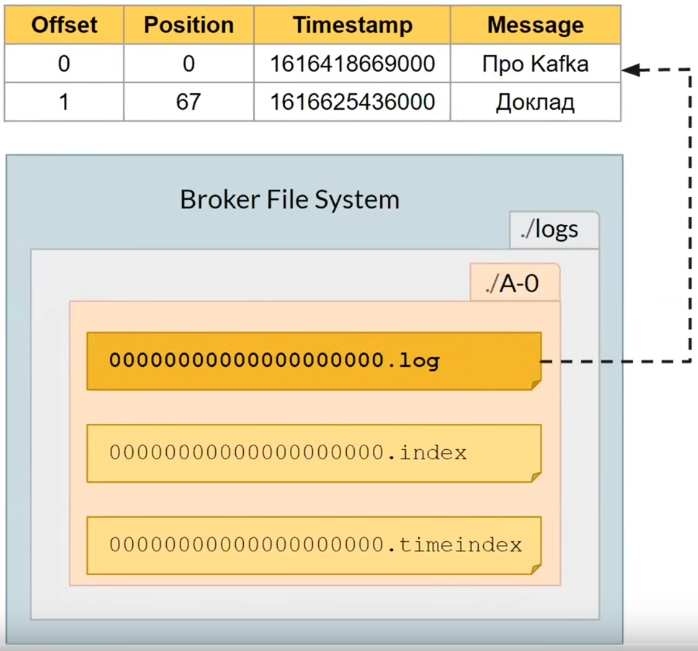 Offset Position Timestamp Message
0 0 1616418669000 Про Kafka
1 67 1616625436000 Доклад
Broker File System
./logs
./A-0
00000000000000000000.log
00000000000000000000.index
00000000000000000000.timeindex